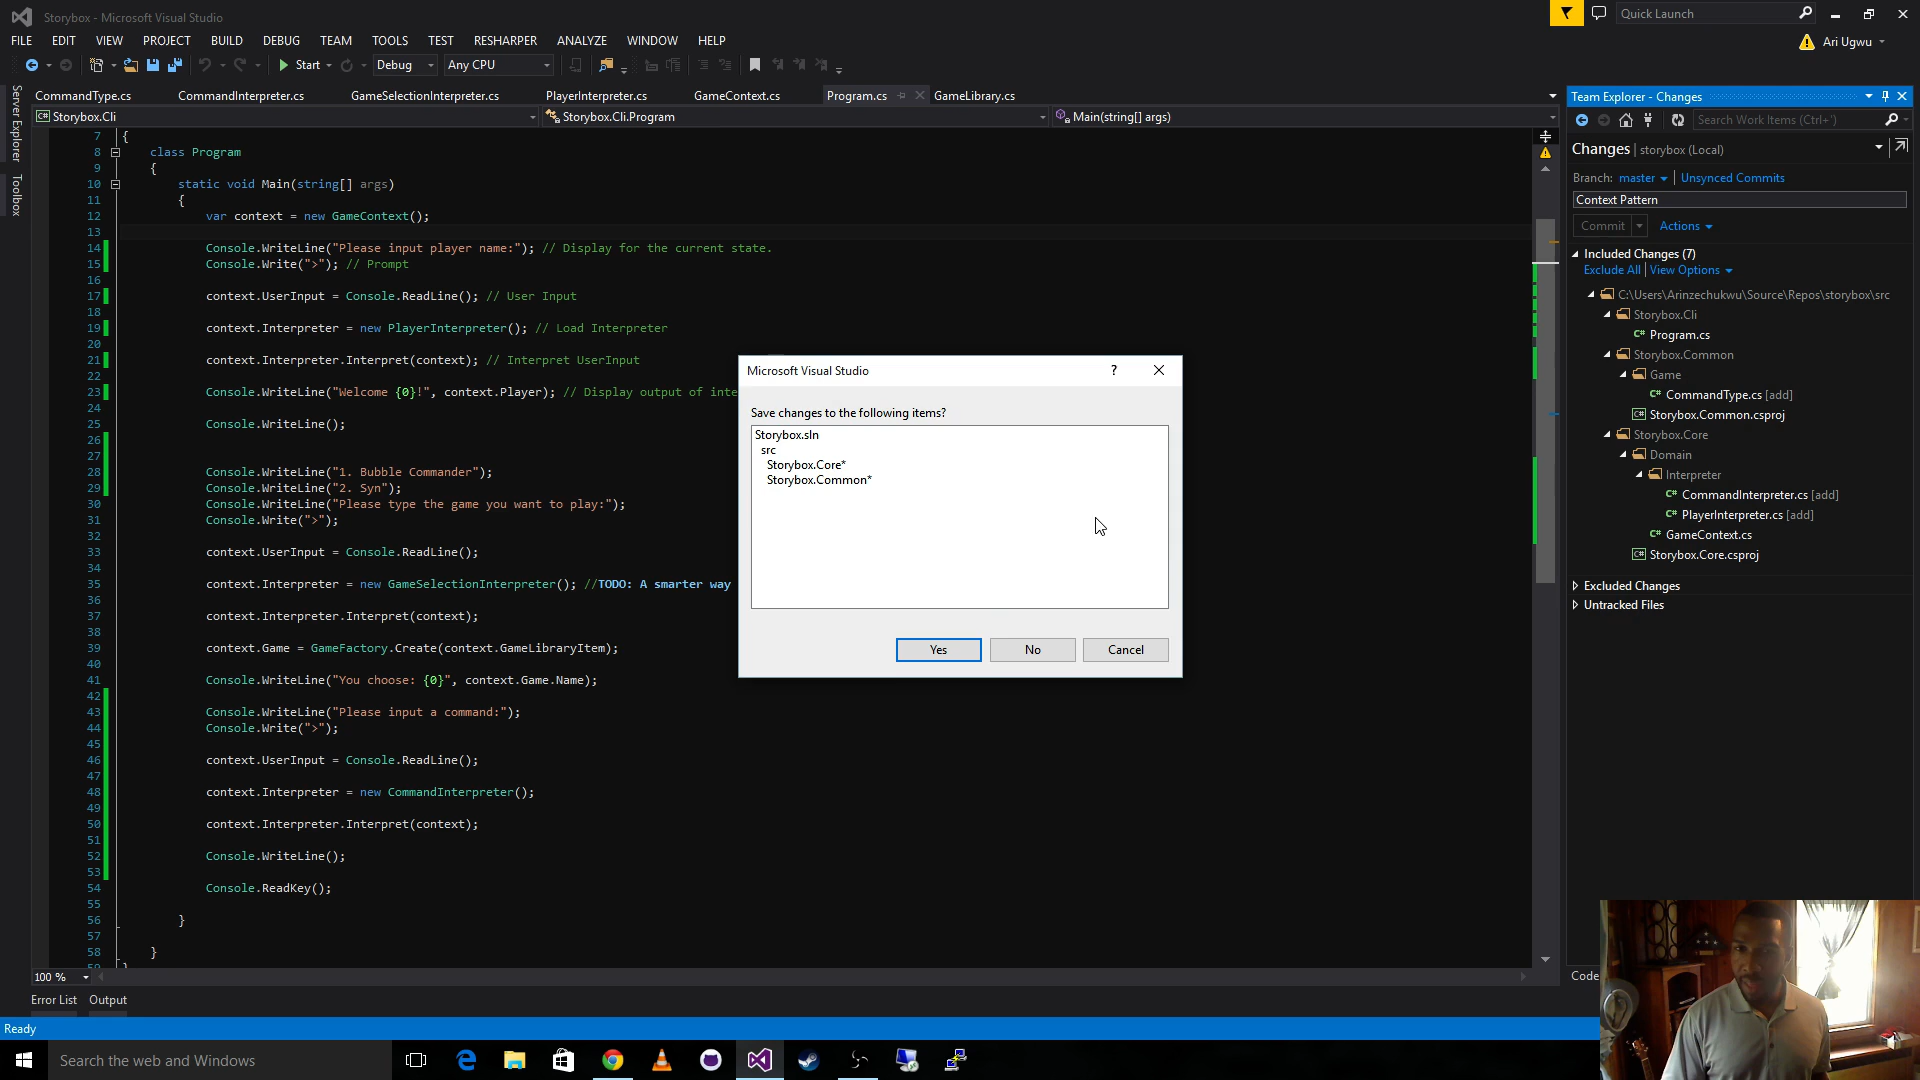 Storybox - Microsoft Visual Studio
Quick Launch
FILE EDIT VIEW PROJECT BUILD DEBUG TEAM TOOLS TEST RESHARPER ANALYZE WINDOW HELP
Ari Ugwu
Start Debug Any CPU
Server Explorer
Toolbox
CommandType.cs CommandInterpreter.cs GameSelectionInterpreter.cs PlayerInterpreter.cs GameContext.cs Program.cs GameLibrary.cs
Storybox.Cli Storybox.Cli.Program Main(string[] args)
7 {
8 class Program
9 {
10 static void Main(string[] args)
11 {
12 var context = new GameContext();
13
14 Console.WriteLine("Please input player name:"); // Display for the current state.
15 Console.Write(">"); // Prompt
16
17 context.UserInput = Console.ReadLine(); // User Input
18
19 context.Interpreter = new PlayerInterpreter(); // Load Interpreter
20
21 context.Interpreter.Interpret(context); // Interpret UserInput
22
23 Console.WriteLine("Welcome {0}!", context.Player); // Display output of inte
24
25 Console.WriteLine();
26
27
28 Console.WriteLine("1. Bubble Commander");
29 Console.WriteLine("2. Syn");
30 Console.WriteLine("Please type the game you want to play:");
31 Console.Write(">");
32
33 context.UserInput = Console.ReadLine();
34
35 context.Interpreter = new GameSelectionInterpreter(); //TODO: A smarter way
36
37 context.Interpreter.Interpret(context);
38
39 context.Game = GameFactory.Create(context.GameLibraryItem);
40
41 Console.WriteLine("You choose: {0}", context.Game.Name);
42
43 Console.WriteLine("Please input a command:");
44 Console.Write(">");
45
46 context.UserInput = Console.ReadLine();
47
48 context.Interpreter = new CommandInterpreter();
49
50 context.Interpreter.Interpret(context);
51
52 Console.WriteLine();
53
54 Console.ReadKey();
55
56 }
57
58 }
59 }
100 %
Error List Output
Ready
Microsoft Visual Studio ?
Save changes to the following items?
Storybox.sln
src
Storybox.Core*
Storybox.Common*
Yes No Cancel
Team Explorer - Changes
Search Work Items (Ctrl+')
Changes | storybox (Local)
Branch: master | Unsynced Commits
Context Pattern
Commit Actions
Included Changes (7)
Exclude All | View Options
C:\Users\Arinzechukwu\Source\Repos\storybox\src
Storybox.Cli
Program.cs
Storybox.Common
Game
CommandType.cs [add]
Storybox.Common.csproj
Storybox.Core
Domain
Interpreter
CommandInterpreter.cs [add]
PlayerInterpreter.cs [add]
GameContext.cs
Storybox.Core.csproj
Excluded Changes
Untracked Files
Code
Search the web and Windows